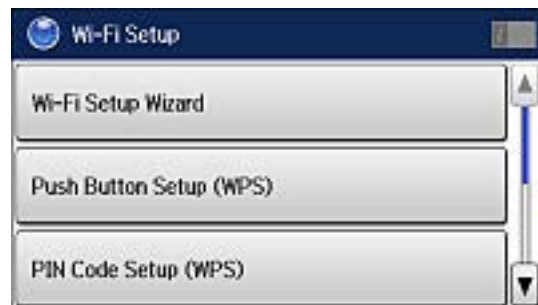 Wi-Fi Setup
Wi-Fi Setup Wizard
Push Button Setup (WPS)
PIN Code Setup (WPS)